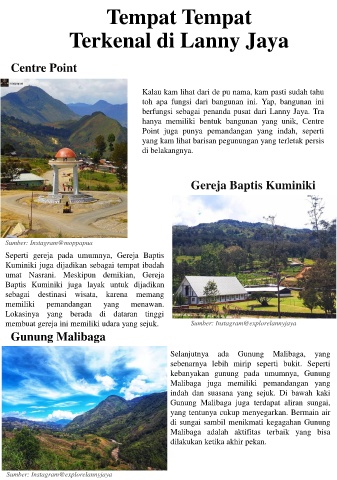 Tempat Tempat
Terkenal di Lanny Jaya
Centre Point
Kalau kam lihat dari de pu nama, kam pasti sudah tahu
toh apa fungsi dari bangunan ini. Yap, bangunan ini
berfungsi sebagai penanda pusat dari Lanny Jaya. Tra
hanya memiliki bentuk bangunan yang unik, Centre
Point juga punya pemandangan yang indah, seperti
yang kam lihat barisan pegunungan yang terletak persis
di belakangnya.
Sumber: Instagram@moppapua
Gereja Baptis Kuminiki
Seperti gereja pada umumnya, Gereja Baptis
Kuminiki juga dijadikan sebagai tempat ibadah
umat Nasrani. Meskipun demikian, Gereja
Baptis Kuminiki juga layak untuk dijadikan
sebagai destinasi wisata, karena memang
memiliki pemandangan yang menawan.
Lokasinya yang berada di dataran tinggi
membuat gereja ini memiliki udara yang sejuk.
Sumber: Instagram@explorelannyjaya
Gunung Malibaga
Selanjutnya ada Gunung Malibaga, yang
sebenarnya lebih mirip seperti bukit. Seperti
kebanyakan gunung pada umumnya, Gunung
Malibaga juga memiliki pemandangan yang
indah dan suasana yang sejuk. Di bawah kaki
Gunung Malibaga juga terdapat aliran sungai,
yang tentunya cukup menyegarkan. Bermain air
di sungai sambil menikmati kegagahan Gunung
Malibaga adalah aktifitas terbaik yang bisa
dilakukan ketika akhir pekan.
Sumber: Instagram@explorelannyjaya